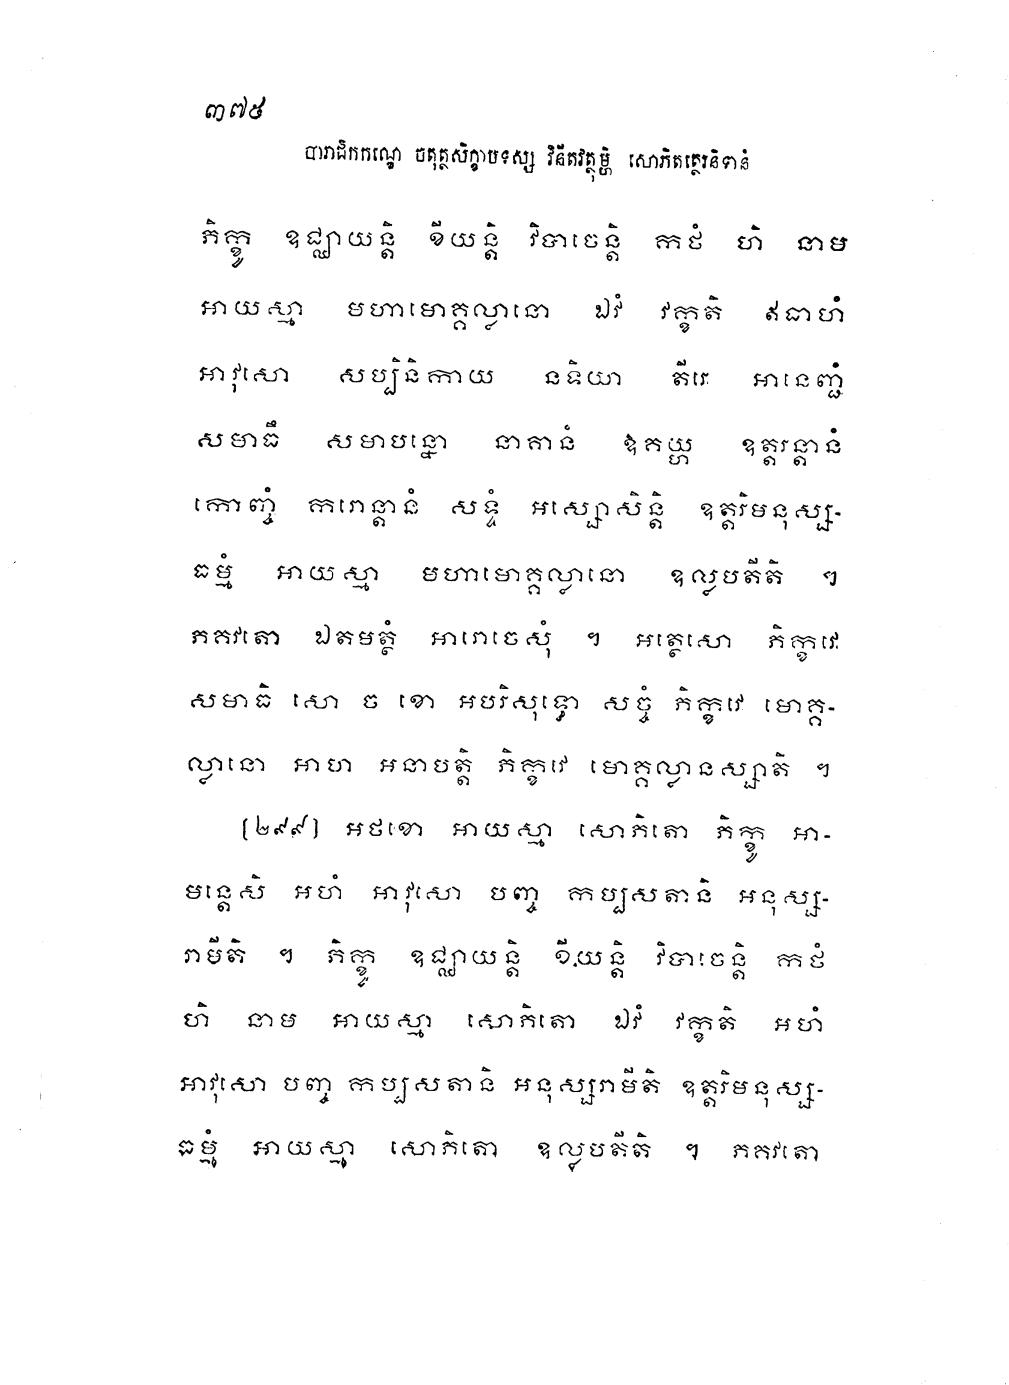 ៣៧៥
បារាជិកកណ្ឌេ ចតុត្ថសិក្ខាបទស្ស វិនីតវត្ថុម្ហិ សោភិតត្ថេរនិទានំ
ភិក្ខូ ឧជ្ឈាយន្តិ ខីយន្តិ វិបាចេន្តិ កថំ ហិ នាម
អាយស្មា មហាមោគ្គល្លានោ ឯវំ វក្ខតិ ឥធាហំ
អាវុសោ សប្បិនិកាយ នទិយា តីរេ អានេញ្ជំ
សមាធឹ សមាបន្នោ នាគានំ ឱគយ្ហ ឧត្តរន្តានំ
កោញ្ចំ ករោន្តានំ សទ្ទំ អស្សោសិន្តិ ឧត្តរិមនុស្ស-
ធម្មំ អាយស្មា មហាមោគ្គល្លានោ ឧល្លបតីតិ ។
ភគវតោ ឯតមត្ថំ អារោចេសុំ ។ អត្ថេសោ ភិក្ខវេ
សមាធិ សោ ច ខោ អបរិសុទ្ធោ សច្ចំ ភិក្ខវេ មោគ្គ-
ល្លានោ អាហ អនាបត្តិ ភិក្ខវេ មោគ្គល្លានស្សាតិ ។
[២៩៩] អថខោ អាយស្មា សោភិតោ ភិក្ខូ អា-
មន្តេសិ អហំ អាវុសោ បញ្ច កប្បសតានិ អនុស្ស-
រាមីតិ ។ ភិក្ខូ ឧជ្ឈាយន្តិ ខីយន្តិ វិបាចេន្តិ កថំ
ហិ នាម អាយស្មា សោភិតោ ឯវំ វក្ខតិ អហំ
អាវុសោ បញ្ច កប្បសតានិ អនុស្សរាមីតិ ឧត្តរិមនុស្ស-
ធម្មំ អាយស្មា សោភិតោ ឧល្លបតីតិ ។ ភគវតោ